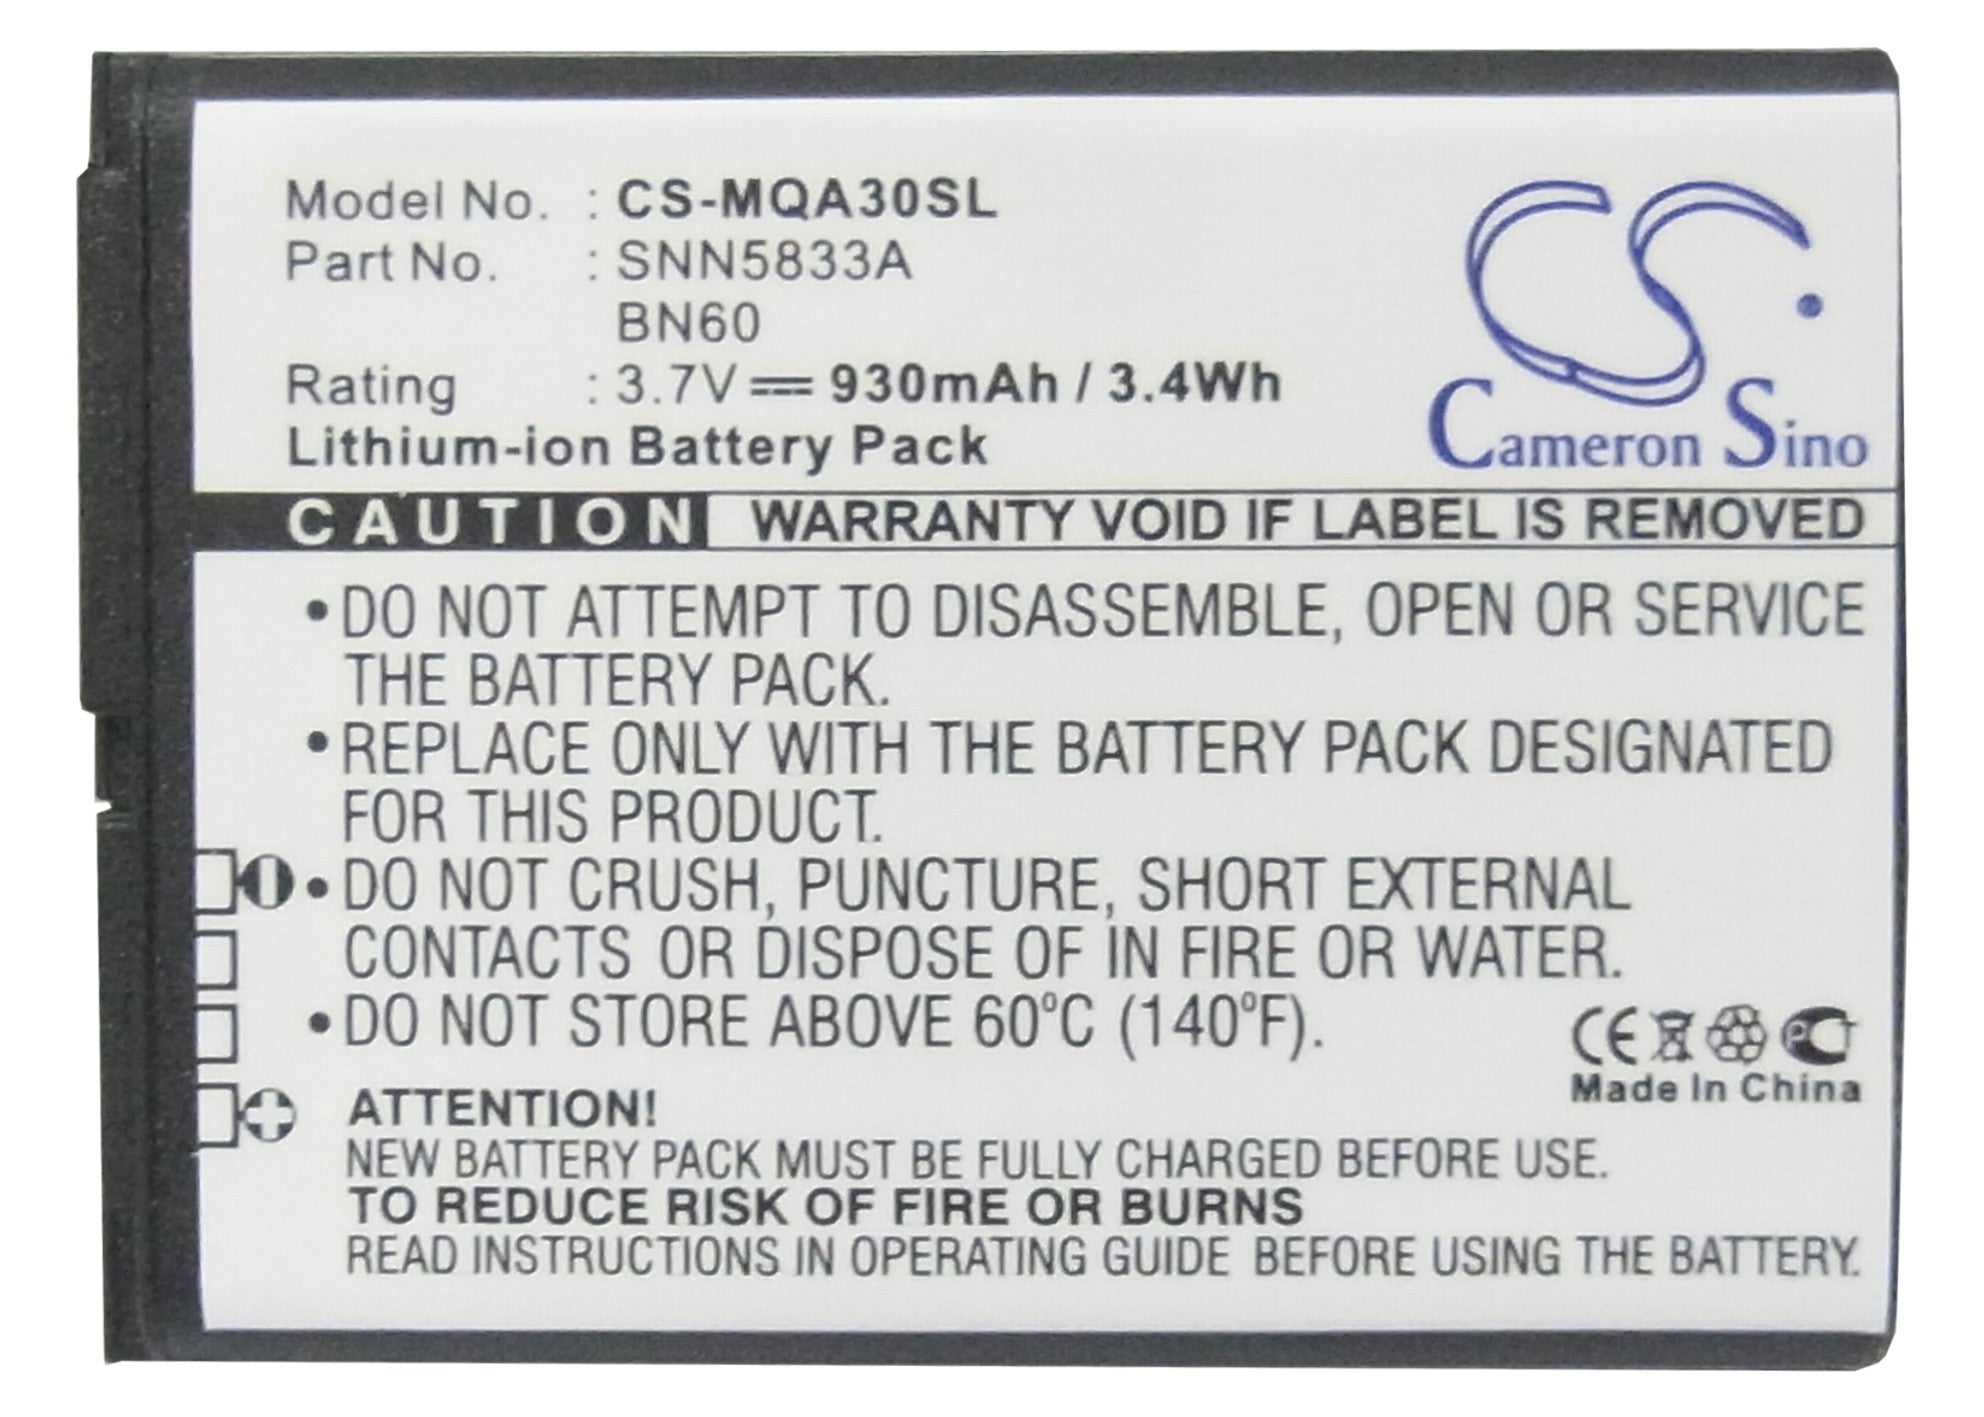 Model No. : CS-MQA30SL
Part No. : SNN5833A
BN60
Rating : 3.7V 930mAh / 3.4Wh
Lithium-ion Battery Pack
CS
Cameron Sino
CAUTION WARRANTY VOID IF LABEL IS REMOVED
•DO NOT ATTEMPT TO DISASSEMBLE, OPEN OR SERVICE
THE BATTERY PACK.
•REPLACE ONLY WITH THE BATTERY PACK DESIGNATED
FOR THIS PRODUCT.
•DO NOT CRUSH, PUNCTURE, SHORT EXTERNAL
CONTACTS OR DISPOSE OF IN FIRE OR WATER.
•DO NOT STORE ABOVE 60°C (140°F).
CE PCT
Made In China
ATTENTION!
NEW BATTERY PACK MUST BE FULLY CHARGED BEFORE USE.
TO REDUCE RISK OF FIRE OR BURNS
READ INSTRUCTIONS IN OPERATING GUIDE BEFORE USING THE BATTERY.